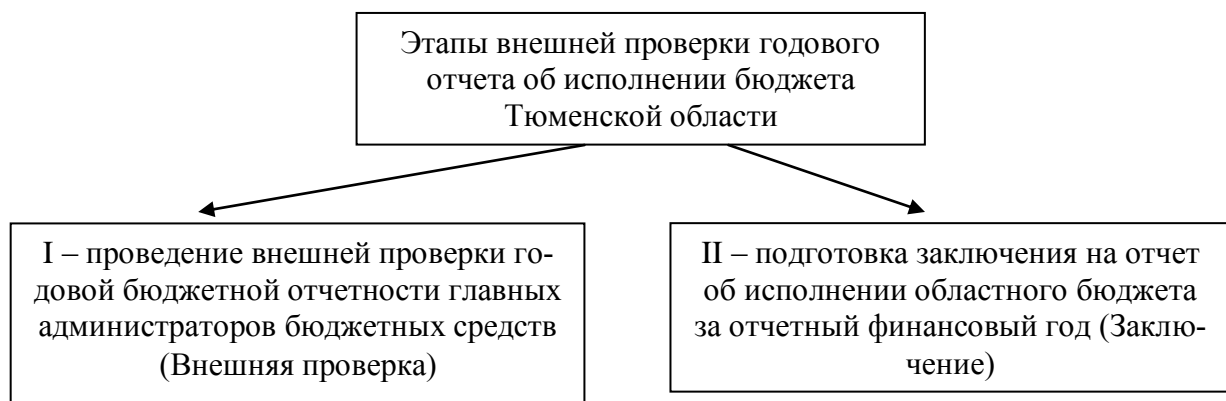 Этапы внешней проверки годового
отчета об исполнении бюджета
Тюменской области
I – проведение внешней проверки го-
довой бюджетной отчетности главных
администраторов бюджетных средств
(Внешняя проверка)
II – подготовка заключения на отчет
об исполнении областного бюджета
за отчетный финансовый год (Заклю-
чение)